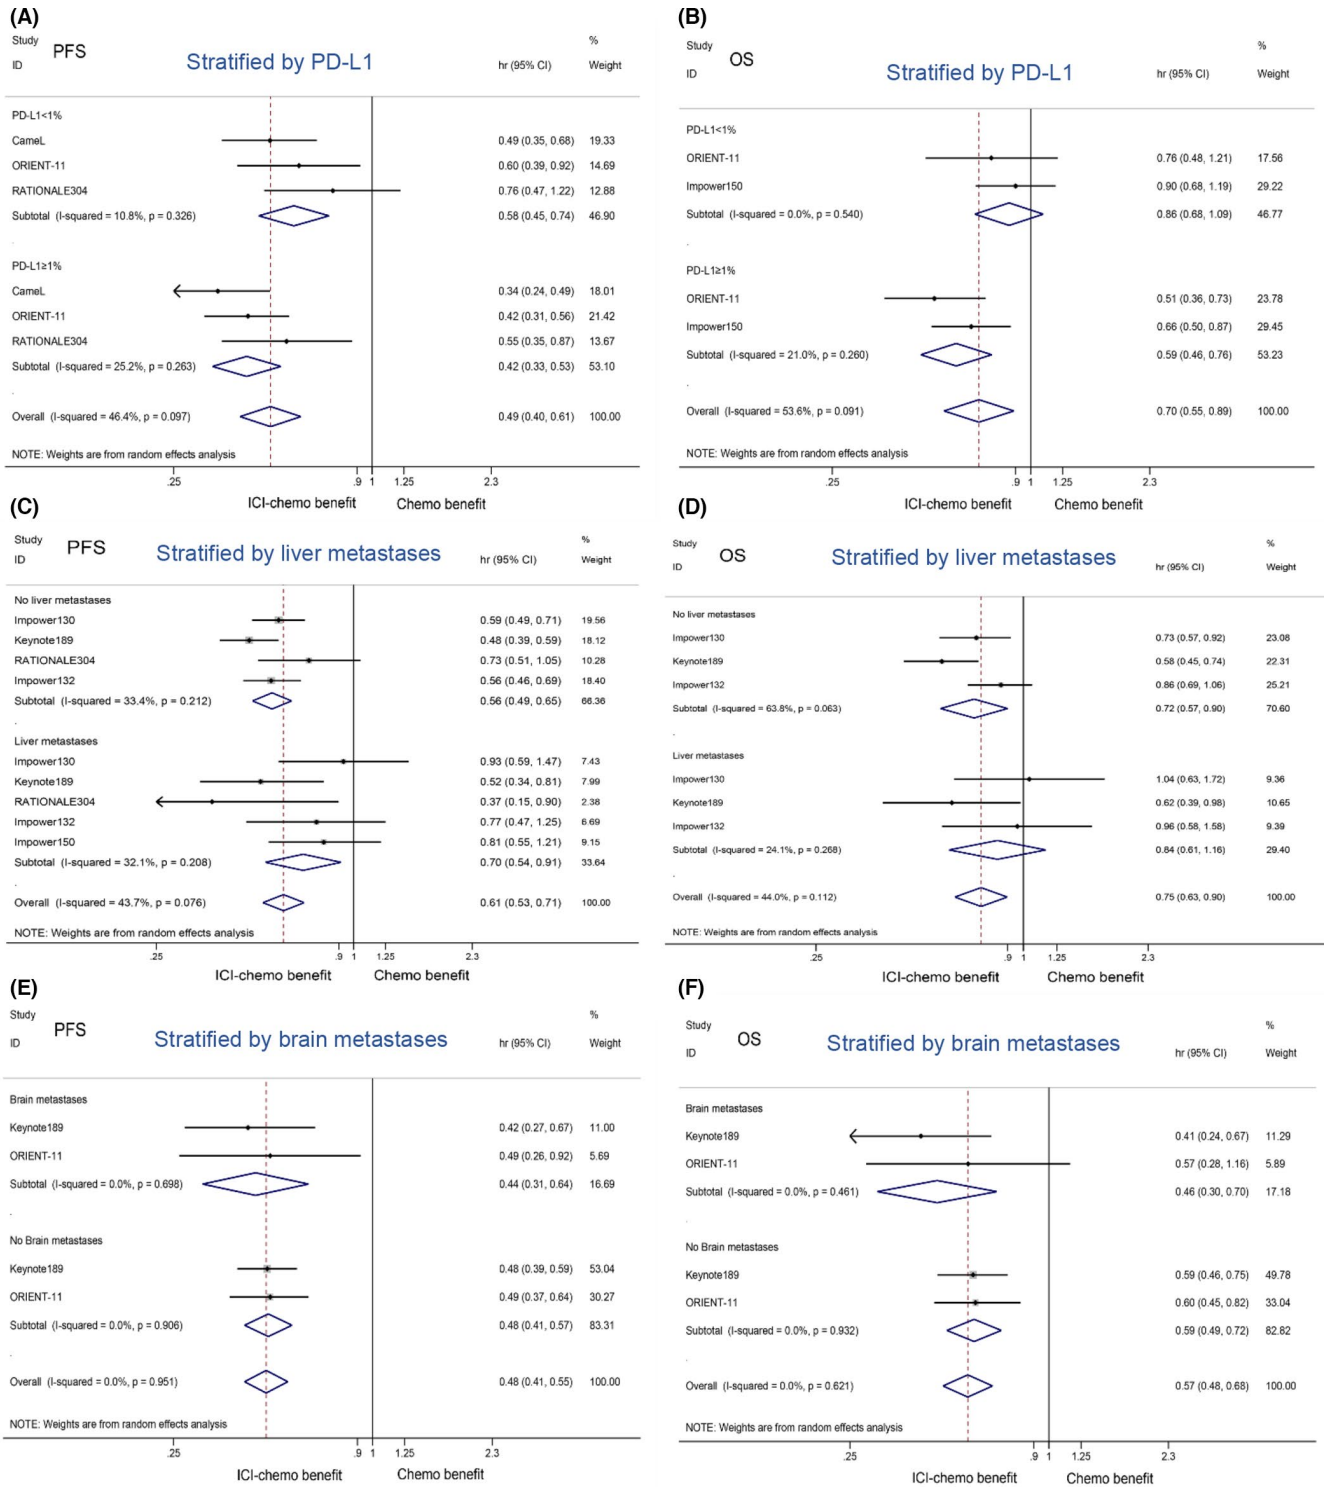 (A)
Study PFS %
ID Stratified by PD-L1 hr (95% CI) Weight
PD-L1<1%
CameL 0.49 (0.35, 0.68) 19.33
ORIENT-11 0.60 (0.39, 0.92) 14.69
RATIONALE304 0.76 (0.47, 1.22) 12.88
Subtotal (I-squared = 10.8%, p = 0.326) 0.58 (0.45, 0.74) 46.90
.
PD-L1≥1%
CameL 0.34 (0.24, 0.49) 18.01
ORIENT-11 0.42 (0.31, 0.56) 21.42
RATIONALE304 0.55 (0.35, 0.87) 13.67
Subtotal (I-squared = 25.2%, p = 0.263) 0.42 (0.33, 0.53) 53.10
.
Overall (I-squared = 46.4%, p = 0.097) 0.49 (0.40, 0.61) 100.00
NOTE: Weights are from random effects analysis
.25 .9 1 1.25 2.3
ICI-chemo benefit Chemo benefit
(B)
Study OS %
ID Stratified by PD-L1 hr (95% CI) Weight
PD-L1<1%
ORIENT-11 0.76 (0.48, 1.21) 17.56
Impower150 0.90 (0.68, 1.19) 29.22
Subtotal (I-squared = 0.0%, p = 0.540) 0.86 (0.68, 1.09) 46.77
.
PD-L1≥1%
ORIENT-11 0.51 (0.36, 0.73) 23.78
Impower150 0.66 (0.50, 0.87) 29.45
Subtotal (I-squared = 21.0%, p = 0.260) 0.59 (0.46, 0.76) 53.23
.
Overall (I-squared = 53.6%, p = 0.091) 0.70 (0.55, 0.89) 100.00
NOTE: Weights are from random effects analysis
.25 .9 1 1.25 2.3
ICI-chemo benefit Chemo benefit
(C)
Study PFS %
ID Stratified by liver metastases hr (95% CI) Weight
No liver metastases
Impower130 0.59 (0.49, 0.71) 19.56
Keynote189 0.48 (0.39, 0.59) 18.12
RATIONALE304 0.73 (0.51, 1.05) 10.28
Impower132 0.56 (0.46, 0.69) 18.40
Subtotal (I-squared = 33.4%, p = 0.212) 0.56 (0.49, 0.65) 66.36
.
Liver metastases
Impower130 0.93 (0.59, 1.47) 7.43
Keynote189 0.52 (0.34, 0.81) 7.99
RATIONALE304 0.37 (0.15, 0.90) 2.38
Impower132 0.77 (0.47, 1.25) 6.69
Impower150 0.81 (0.55, 1.21) 9.15
Subtotal (I-squared = 32.1%, p = 0.208) 0.70 (0.54, 0.91) 33.64
.
Overall (I-squared = 43.7%, p = 0.076) 0.61 (0.53, 0.71) 100.00
NOTE: Weights are from random effects analysis
.25 .9 1 1.25 2.3
ICI-chemo benefit Chemo benefit
(D)
Study OS %
ID Stratified by liver metastases hr (95% CI) Weight
No liver metastases
Impower130 0.73 (0.57, 0.92) 23.08
Keynote189 0.58 (0.45, 0.74) 22.31
Impower132 0.86 (0.69, 1.06) 25.21
Subtotal (I-squared = 63.8%, p = 0.063) 0.72 (0.57, 0.90) 70.60
.
Liver metastases
Impower130 1.04 (0.63, 1.72) 9.36
Keynote189 0.62 (0.39, 0.98) 10.65
Impower132 0.96 (0.58, 1.58) 9.39
Subtotal (I-squared = 24.1%, p = 0.268) 0.84 (0.61, 1.16) 29.40
.
Overall (I-squared = 44.0%, p = 0.112) 0.75 (0.63, 0.90) 100.00
NOTE: Weights are from random effects analysis
.25 .9 1 1.25 2.3
ICI-chemo benefit Chemo benefit
(E)
Study PFS %
ID Stratified by brain metastases hr (95% CI) Weight
Brain metastases
Keynote189 0.42 (0.27, 0.67) 11.00
ORIENT-11 0.49 (0.26, 0.92) 5.69
Subtotal (I-squared = 0.0%, p = 0.698) 0.44 (0.31, 0.64) 16.69
.
No Brain metastases
Keynote189 0.48 (0.39, 0.59) 53.04
ORIENT-11 0.49 (0.37, 0.64) 30.27
Subtotal (I-squared = 0.0%, p = 0.906) 0.48 (0.41, 0.57) 83.31
.
Overall (I-squared = 0.0%, p = 0.951) 0.48 (0.41, 0.55) 100.00
NOTE: Weights are from random effects analysis
.25 .9 1 1.25 2.3
ICI-chemo benefit Chemo benefit
(F)
Study OS %
ID Stratified by brain metastases hr (95% CI) Weight
Brain metastases
Keynote189 0.41 (0.24, 0.67) 11.29
ORIENT-11 0.57 (0.28, 1.16) 5.89
Subtotal (I-squared = 0.0%, p = 0.461) 0.46 (0.30, 0.70) 17.18
.
No Brain metastases
Keynote189 0.59 (0.46, 0.75) 49.78
ORIENT-11 0.60 (0.45, 0.82) 33.04
Subtotal (I-squared = 0.0%, p = 0.932) 0.59 (0.49, 0.72) 82.82
.
Overall (I-squared = 0.0%, p = 0.621) 0.57 (0.48, 0.68) 100.00
NOTE: Weights are from random effects analysis
.25 .9 1 1.25 2.3
ICI-chemo benefit Chemo benefit